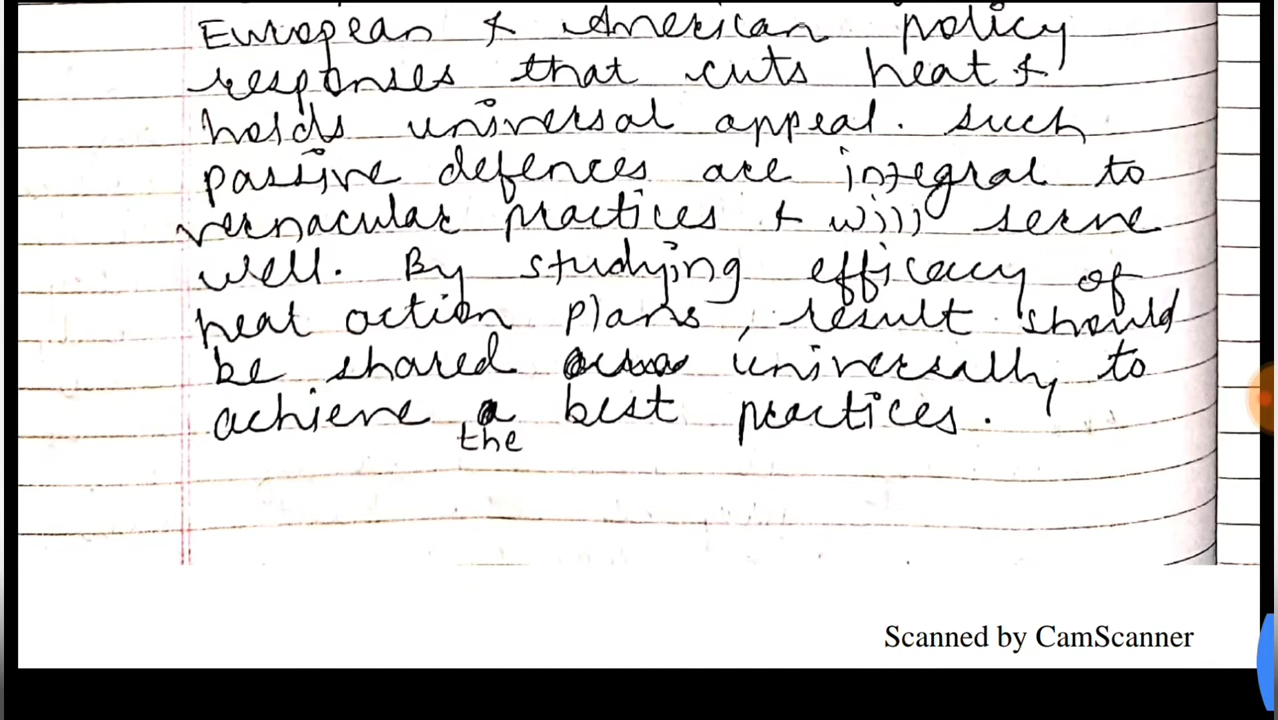 European & American policy
responses that cuts heat &
holds universal appeal. Such
passive defences are integral to
vernacular practices & will serve
well. By studying efficacy of
heat action plans, result should
be shared universally to
achieve the best practices.
Scanned by CamScanner